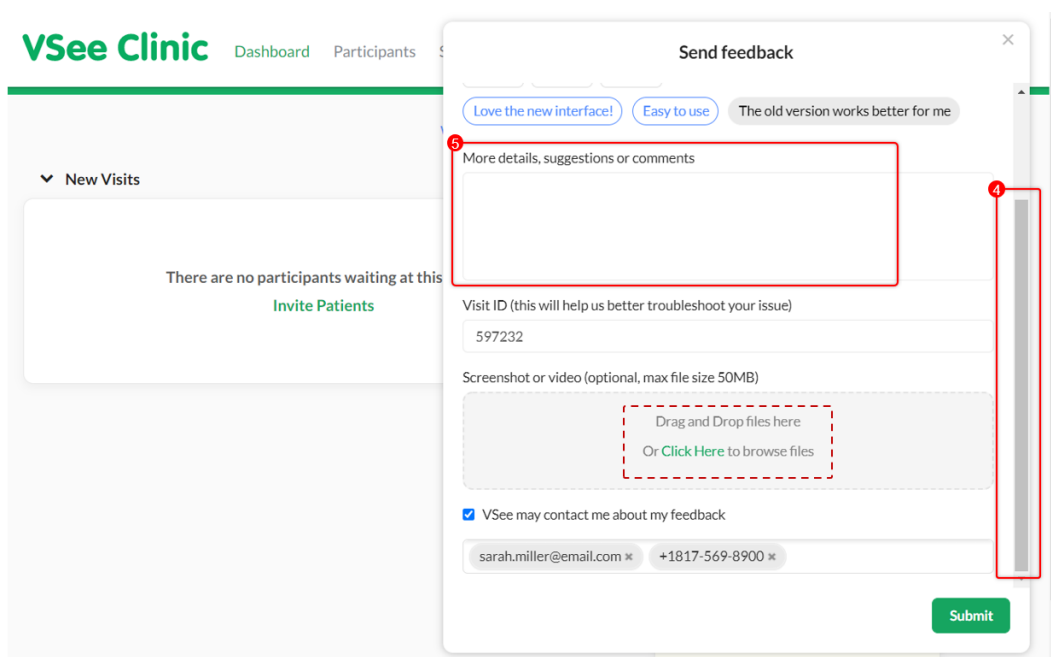 VSee Clinic Dashboard Participants S
Send feedback
×
Love the new interface! Easy to use The old version works better for me
5
More details, suggestions or comments
4
New Visits
There are no participants waiting at this
Invite Patients
Visit ID (this will help us better troubleshoot your issue)
597232
Screenshot or video (optional, max file size 50MB)
Drag and Drop files here
Or Click Here to browse files
VSee may contact me about my feedback
sarah.miller@email.com × +1817-569-8900 ×
Submit